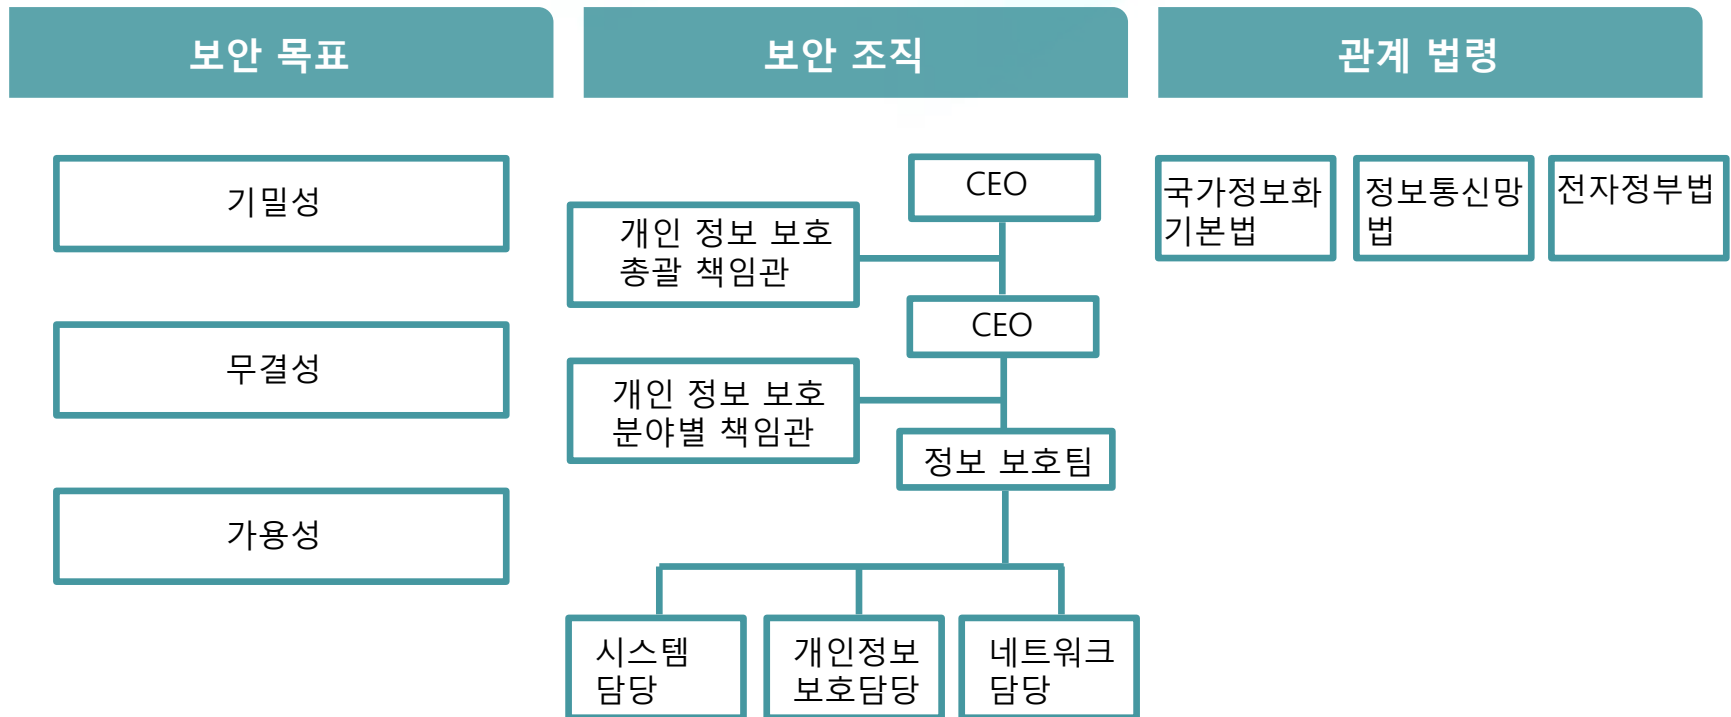 보안 목표
보안 조직
관계 법령
기밀성
무결성
가용성
CEO
개인 정보 보호
총괄 책임관
CEO
개인 정보 보호
분야별 책임관
정보 보호팀
시스템
담당
개인정보
보호담당
네트워크
담당
국가정보화
기본법
정보통신망
법
전자정부법